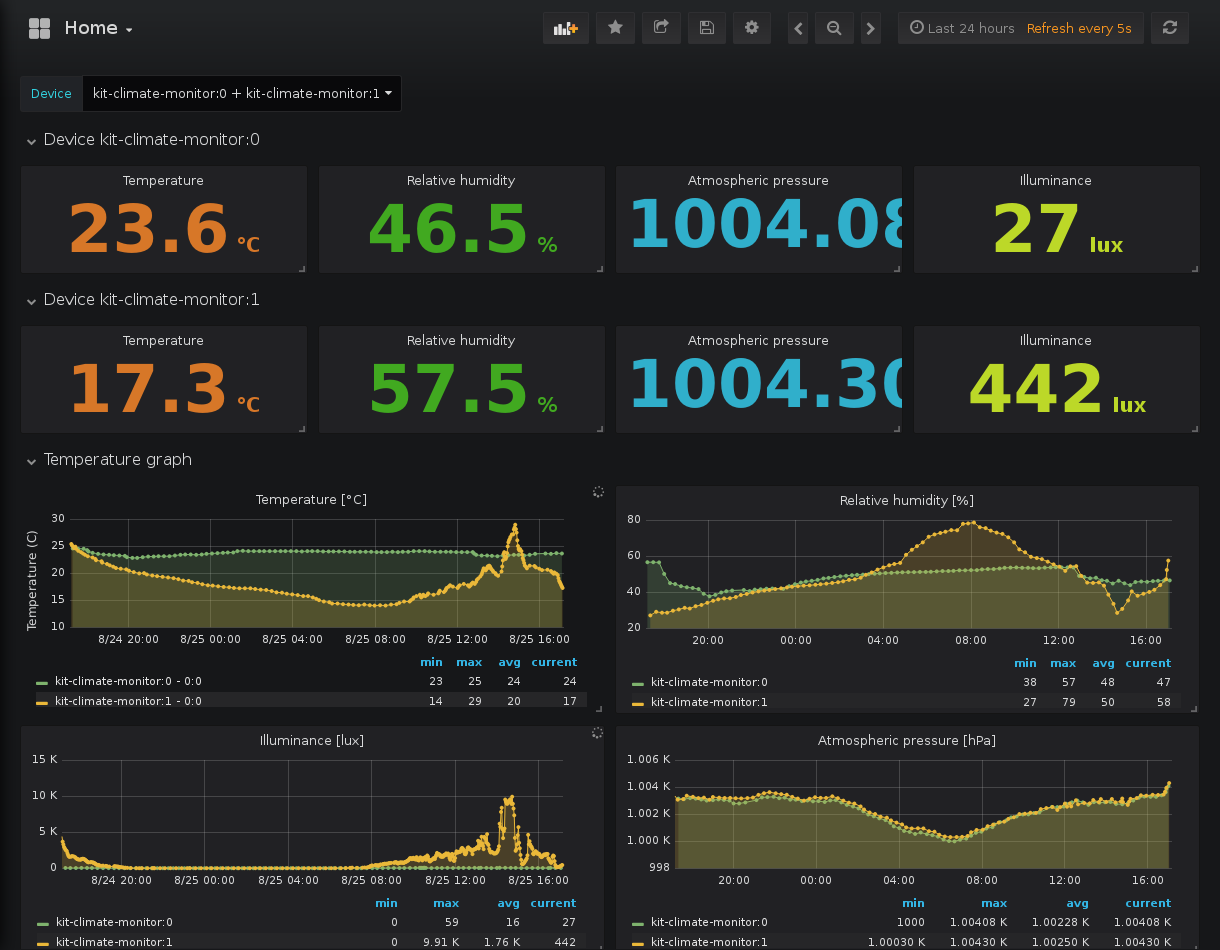 Home
Last 24 hours Refresh every 5s
Device kit-climate-monitor:0 + kit-climate-monitor:1
Device kit-climate-monitor:0
Temperature Relative humidity Atmospheric pressure Illuminance
23.6 °C 46.5 % 1004.08 27 lux
Device kit-climate-monitor:1
Temperature Relative humidity Atmospheric pressure Illuminance
17.3 °C 57.5 % 1004.30 442 lux
Temperature graph
Temperature [°C]
Temperature (C)
30
25
20
15
10
8/24 20:00 8/25 00:00 8/25 04:00 8/25 08:00 8/25 12:00 8/25 16:00
min max avg current
kit-climate-monitor:0 - 0:0 23 25 24 24
kit-climate-monitor:1 - 0:0 14 29 20 17
Relative humidity [%]
80
60
40
20
20:00 00:00 04:00 08:00 12:00 16:00
min max avg current
kit-climate-monitor:0 38 57 48 47
kit-climate-monitor:1 27 79 50 58
Illuminance [lux]
15 K
10 K
5 K
0
8/24 20:00 8/25 00:00 8/25 04:00 8/25 08:00 8/25 12:00 8/25 16:00
min max avg current
kit-climate-monitor:0 0 59 16 27
kit-climate-monitor:1 0 9.91 K 1.76 K 442
Atmospheric pressure [hPa]
1.006 K
1.004 K
1.002 K
1.000 K
998
20:00 00:00 04:00 08:00 12:00 16:00
min max avg current
kit-climate-monitor:0 1000 1.00408 K 1.00228 K 1.00408 K
kit-climate-monitor:1 1.00030 K 1.00430 K 1.00250 K 1.00430 K